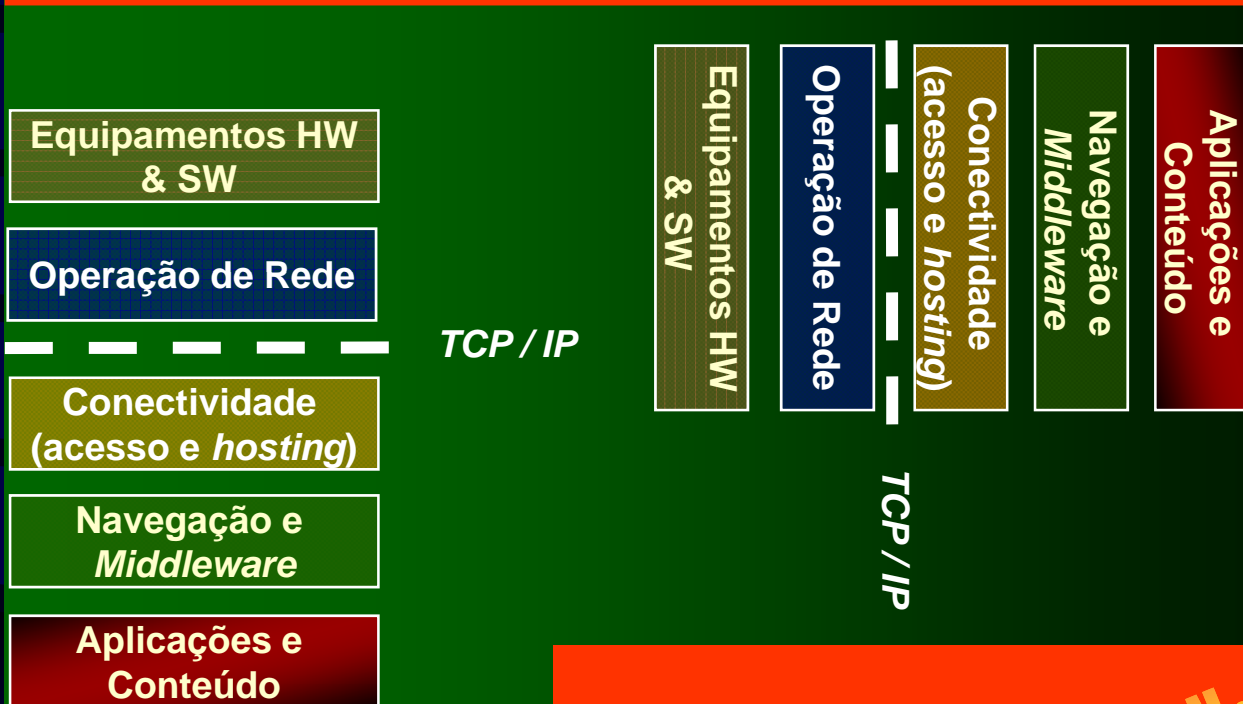 Equipamentos HW
& SW
Operação de Rede
TCP / IP
Conectividade
(acesso e hosting)
Navegação e
Middleware
Aplicações e
Conteúdo
Equipamentos HW
& SW
Operação de Rede
TCP / IP
Conectividade
(acesso e hosting)
Navegação e
Middleware
Aplicações e
Conteúdo